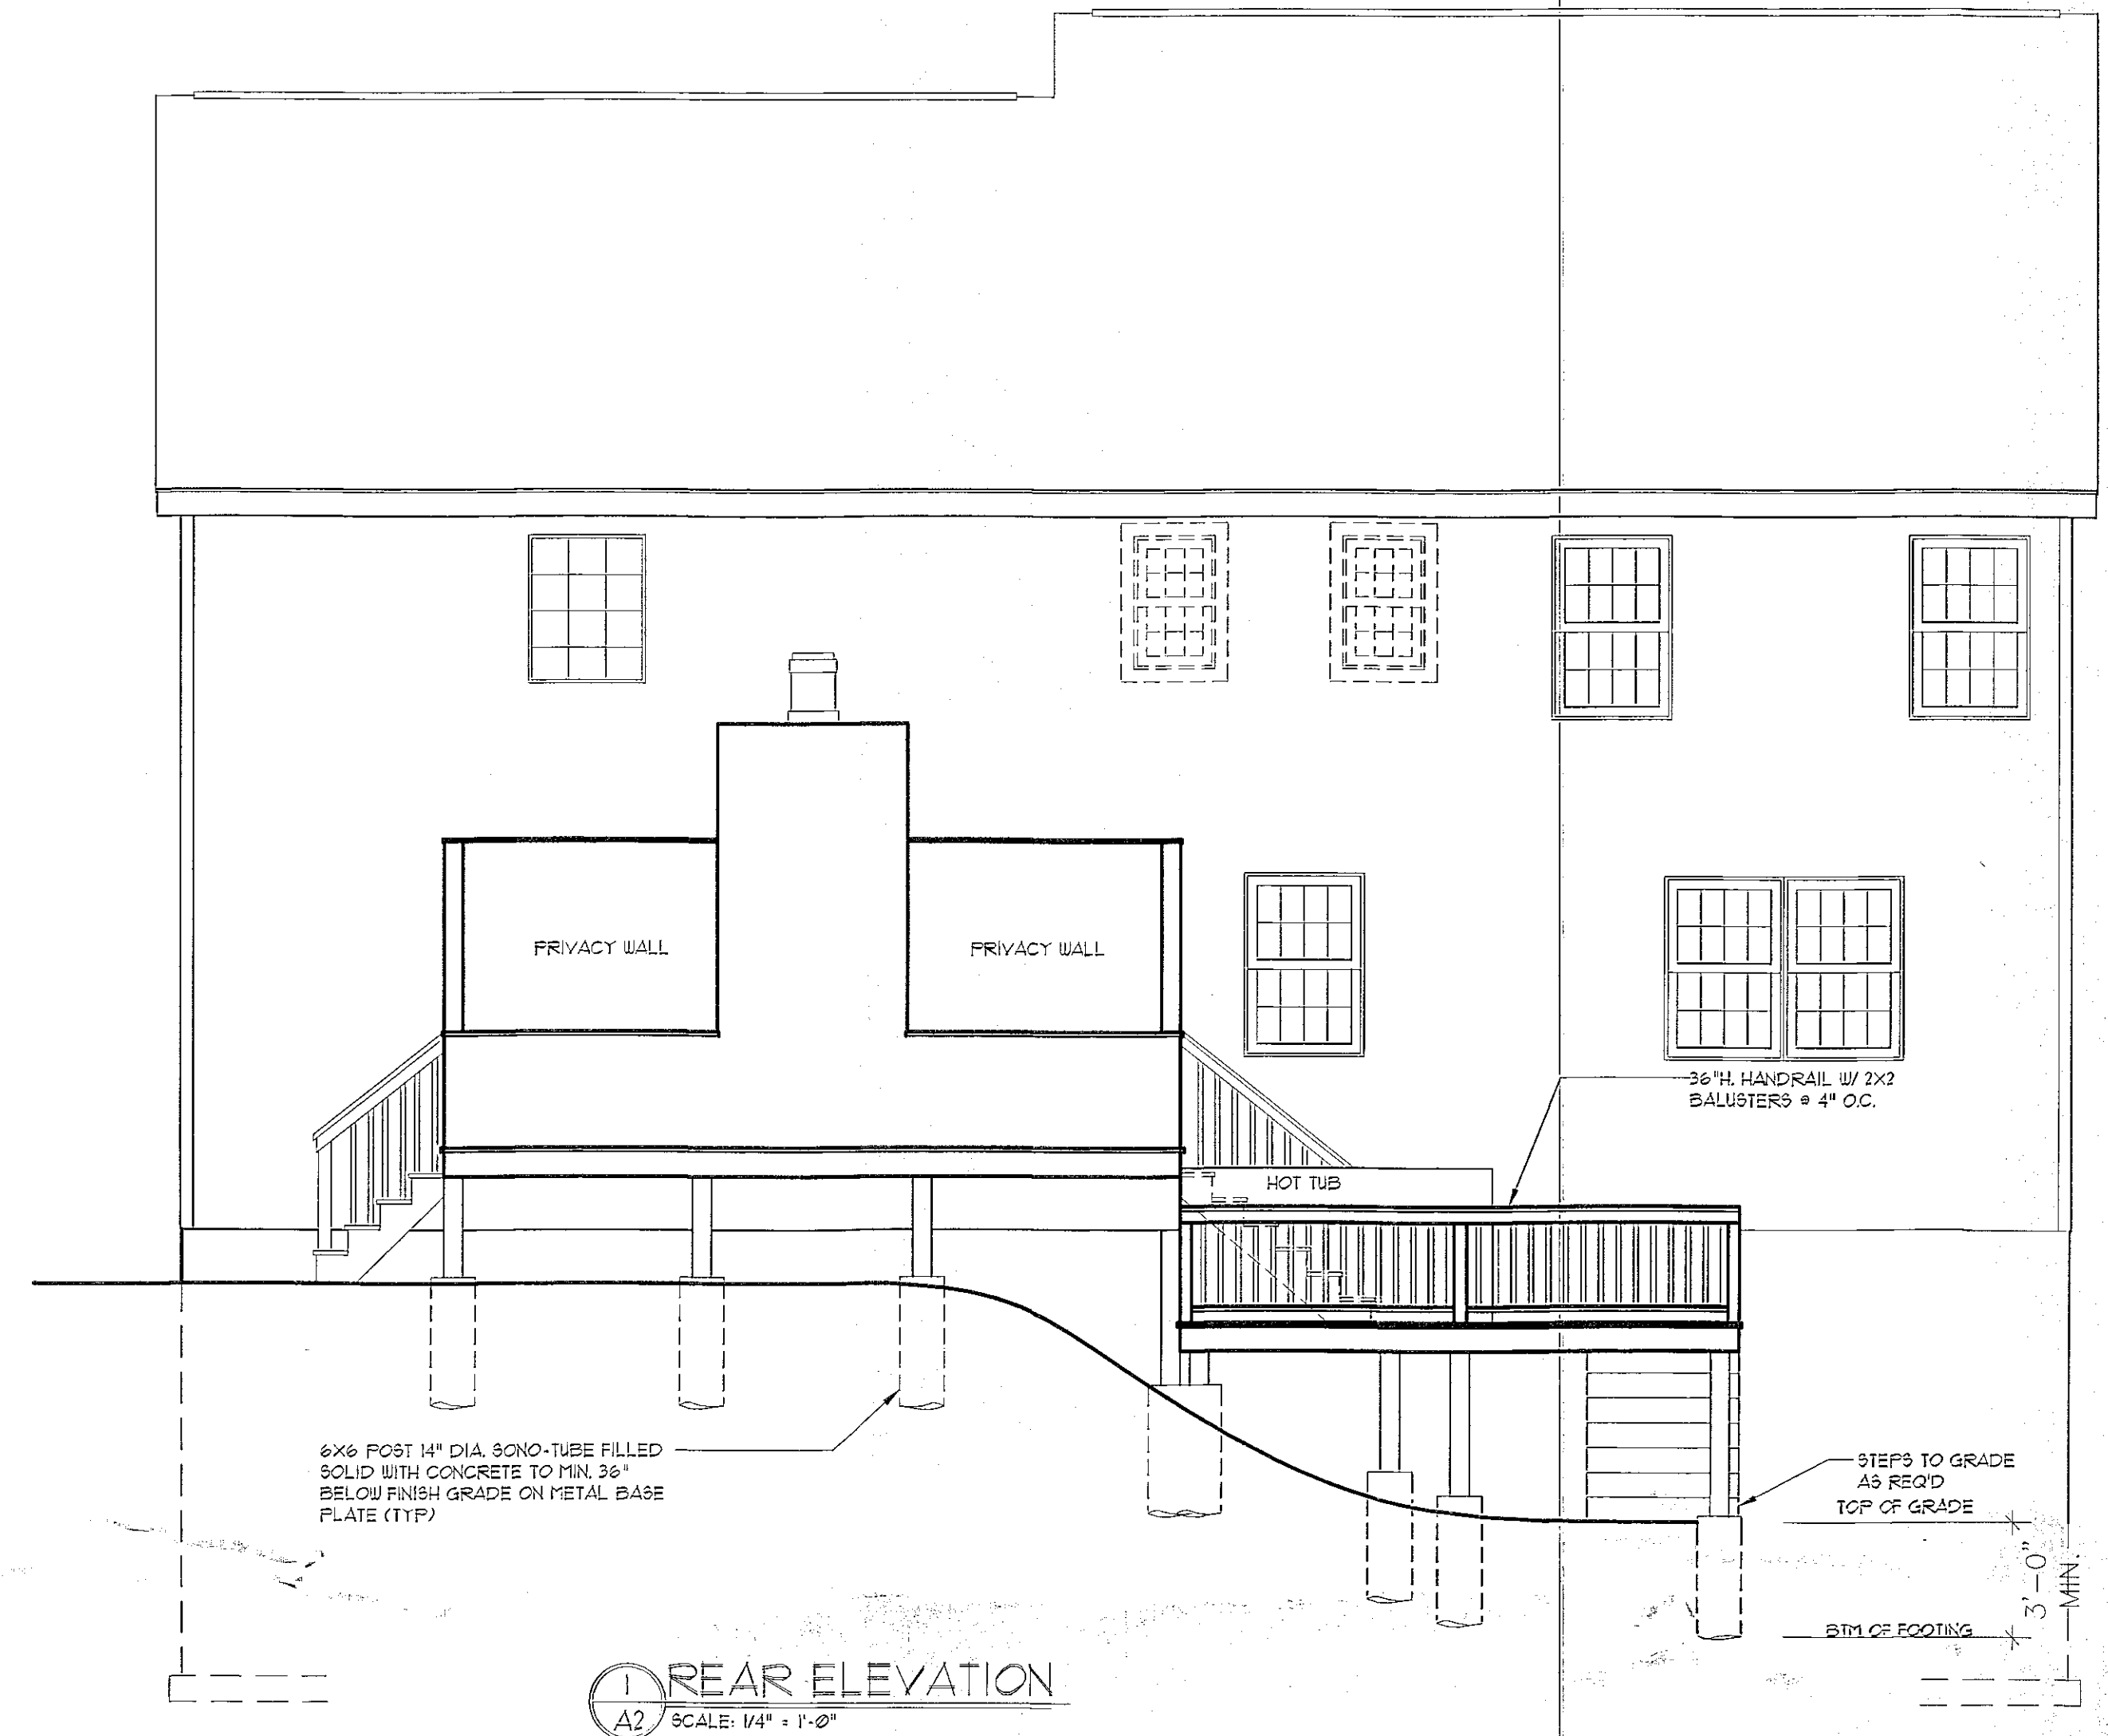 PRIVACY WALL
PRIVACY WALL
36"H. HANDRAIL W/ 2X2
BALUSTERS @ 4" O.C.
HOT TUB
6X6 POST 14" DIA. SONO-TUBE FILLED
SOLID WITH CONCRETE TO MIN. 36"
BELOW FINISH GRADE ON METAL BASE
PLATE (TYP)
STEPS TO GRADE
AS REQ'D
TOP OF GRADE
3'-0"
MIN.
BTM OF FOOTING
1
A2
REAR ELEVATION
SCALE: 1/4" = 1'-0"